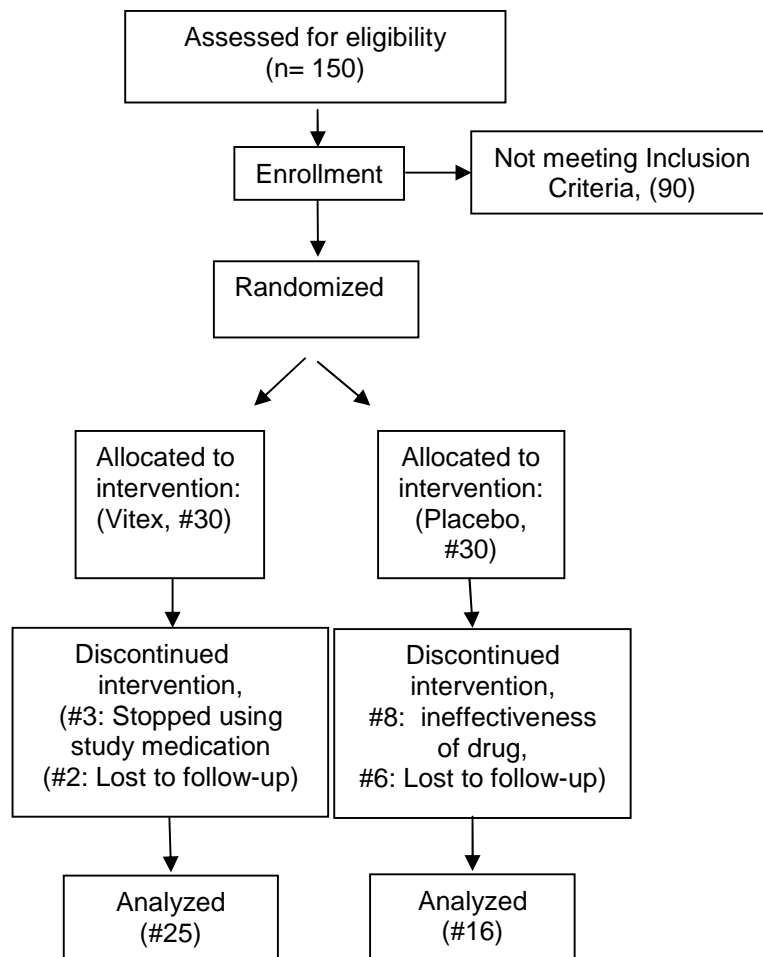 Assessed for eligibility
(n= 150)
Enrollment
Not meeting Inclusion
Criteria, (90)
Randomized
Allocated to
intervention:
(Vitex, #30)
Allocated to
intervention:
(Placebo,
#30)
Discontinued
intervention,
(#3: Stopped using
study medication
(#2: Lost to follow-up)
Discontinued
intervention,
#8: ineffectiveness
of drug,
#6: Lost to follow-up)
Analyzed
(#25)
Analyzed
(#16)